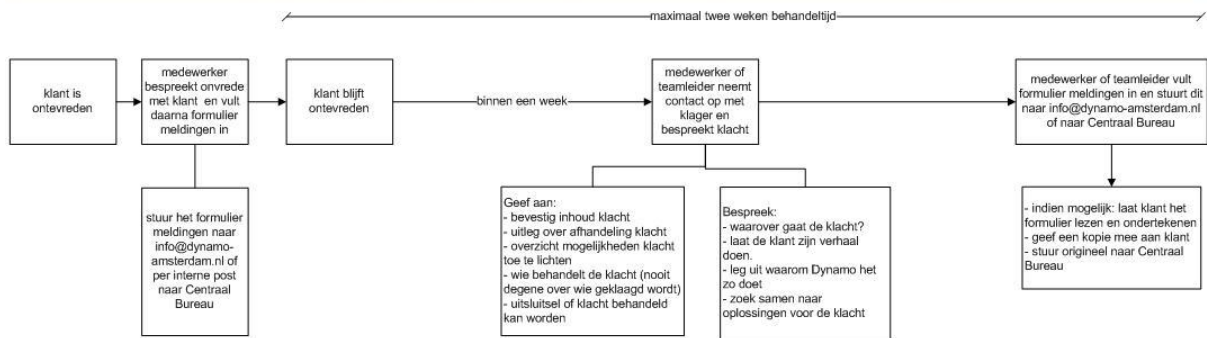 maximaal twee weken behandeltijd
klant is
ontevreden
medewerker
bespreekt onvrede
met klant en vult
daarna formulier
meldingen in
klant blijft
ontevreden
binnen een week
medewerker of
teamleider neemt
contact op met
klager en
bespreekt klacht
medewerker of teamleider vult
formulier meldingen in en stuurt dit
naar info@dynamo-amsterdam.nl
of naar Centraal Bureau
stuur het formulier
meldingen naar
info@dynamo-
amsterdam.nl of
per interne post
naar Centraal
Bureau
Geef aan:
- bevestig inhoud klacht
- uitleg over afhandeling klacht
- overzicht mogelijkheden klacht
toe te lichten
- wie behandelt de klacht (nooit
degene over wie geklaagd wordt)
- uitsluitsel of klacht behandeld
kan worden
Bespreek:
- waarover gaat de klacht?
- laat de klant zijn verhaal
doen.
- leg uit waarom Dynamo het
zo doet
- zoek samen naar
oplossingen voor de klacht
- indien mogelijk: laat klant het
formulier lezen en ondertekenen
- geef een kopie mee aan klant
- stuur origineel naar Centraal
Bureau